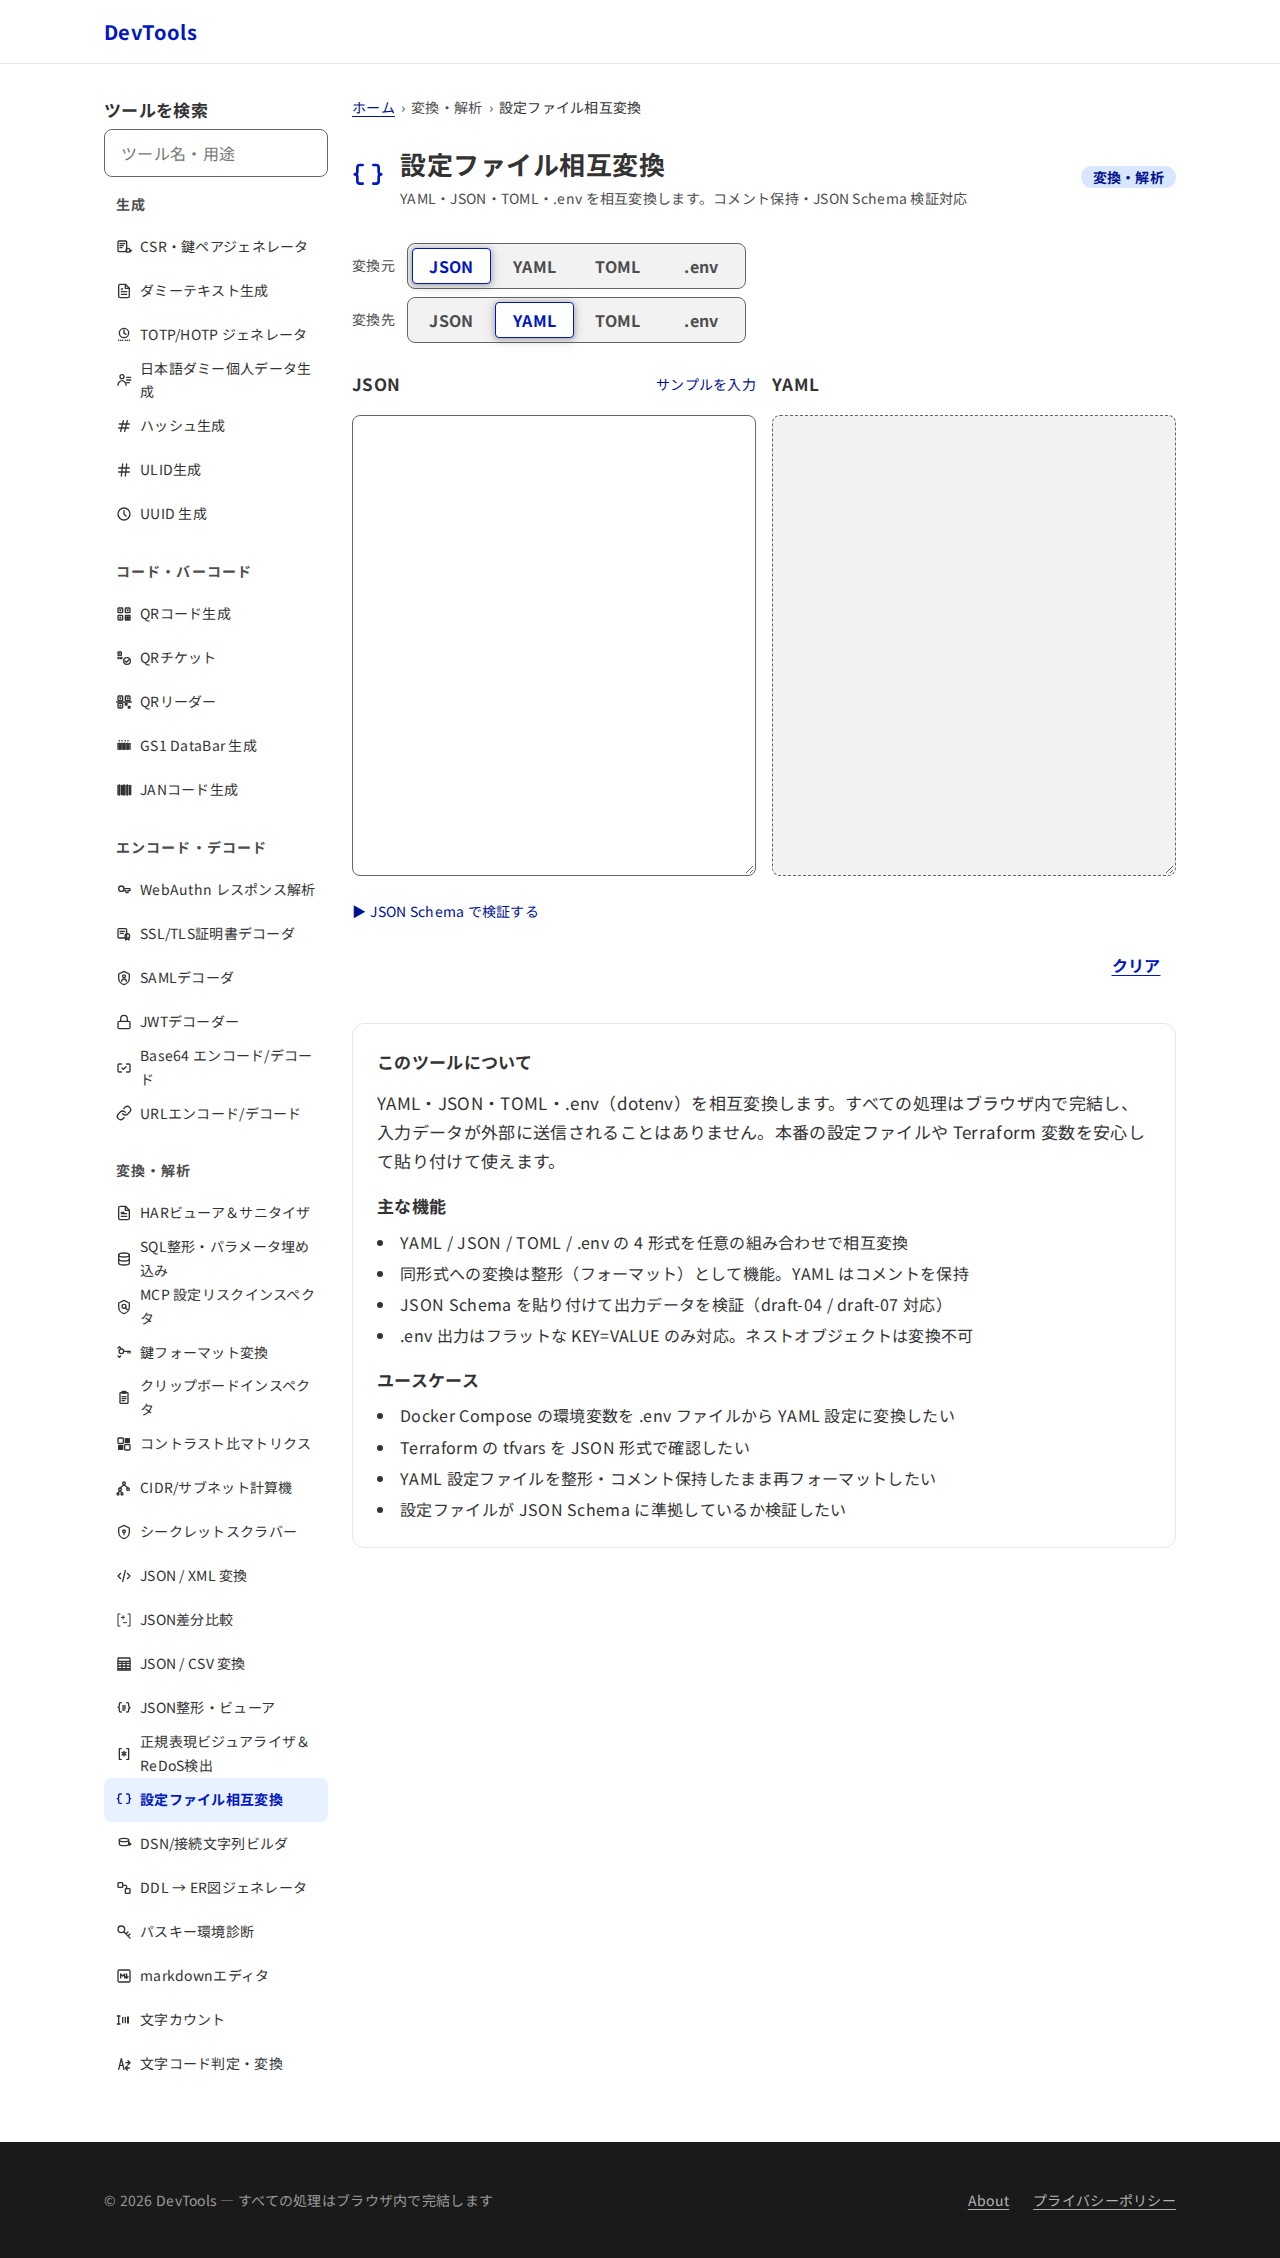 DevTools
ツールを検索
ツール名・用途
生成
CSR・鍵ペアジェネレータ
ダミーテキスト生成
TOTP/HOTP ジェネレータ
日本語ダミー個人データ生
成
ハッシュ生成
ULID生成
UUID 生成
コード・バーコード
QRコード生成
QRチケット
QRリーダー
GS1 DataBar 生成
JANコード生成
エンコード・デコード
WebAuthn レスポンス解析
SSL/TLS証明書デコーダ
SAMLデコーダ
JWTデコーダー
Base64 エンコード/デコー
ド
URLエンコード/デコード
変換・解析
HARビューア＆サニタイザ
SQL整形・パラメータ埋め
込み
MCP 設定リスクインスペク
タ
鍵フォーマット変換
クリップボードインスペク
タ
コントラスト比マトリクス
CIDR/サブネット計算機
シークレットスクラバー
JSON / XML 変換
JSON差分比較
JSON / CSV 変換
JSON整形・ビューア
正規表現ビジュアライザ＆
ReDoS検出
設定ファイル相互変換
DSN/接続文字列ビルダ
DDL → ER図ジェネレータ
パスキー環境診断
markdownエディタ
文字カウント
文字コード判定・変換
ホーム › 変換・解析 › 設定ファイル相互変換
設定ファイル相互変換
YAML・JSON・TOML・.env を相互変換します。コメント保持・JSON Schema 検証対応
変換・解析
変換元 JSON YAML TOML .env
変換先 JSON YAML TOML .env
JSON サンプルを入力 YAML
▶ JSON Schema で検証する
クリア
このツールについて
YAML・JSON・TOML・.env（dotenv）を相互変換します。すべての処理はブラウザ内で完結し、
入力データが外部に送信されることはありません。本番の設定ファイルや Terraform 変数を安心し
て貼り付けて使えます。
主な機能
• YAML / JSON / TOML / .env の 4 形式を任意の組み合わせで相互変換
• 同形式への変換は整形（フォーマット）として機能。YAML はコメントを保持
• JSON Schema を貼り付けて出力データを検証（draft-04 / draft-07 対応）
• .env 出力はフラットな KEY=VALUE のみ対応。ネストオブジェクトは変換不可
ユースケース
• Docker Compose の環境変数を .env ファイルから YAML 設定に変換したい
• Terraform の tfvars を JSON 形式で確認したい
• YAML 設定ファイルを整形・コメント保持したまま再フォーマットしたい
• 設定ファイルが JSON Schema に準拠しているか検証したい
© 2026 DevTools — すべての処理はブラウザ内で完結します
About プライバシーポリシー